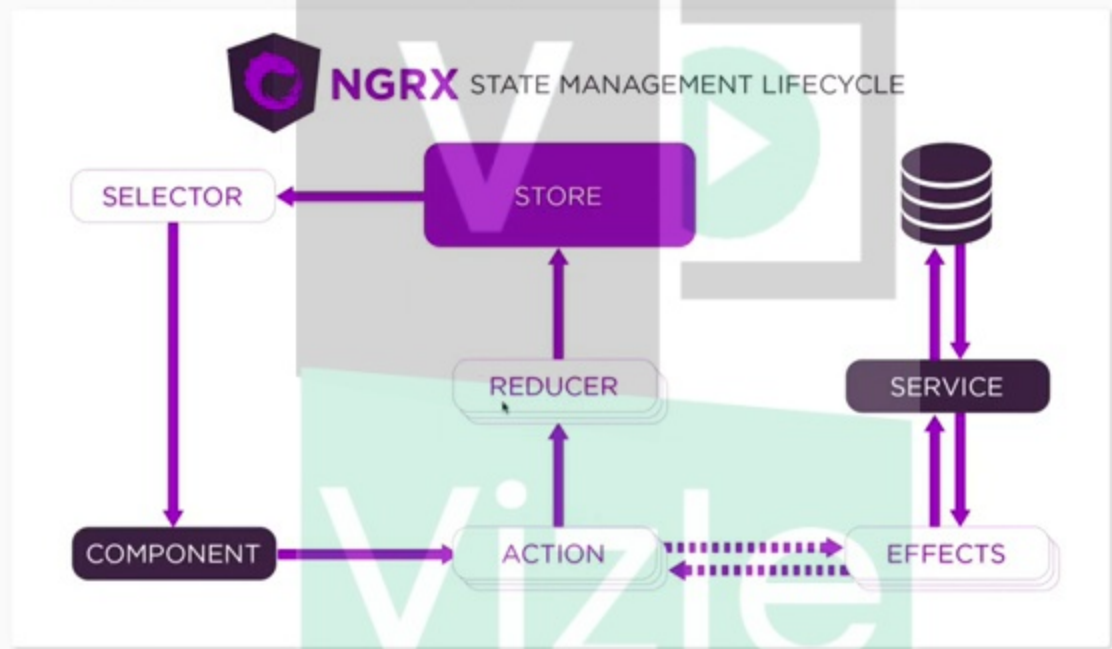 NGRX STATE MANAGEMENT LIFECYCLE
SELECTOR
STORE
REDUCER
SERVICE
COMPONENT
ACTION
EFFECTS
V
Vizle